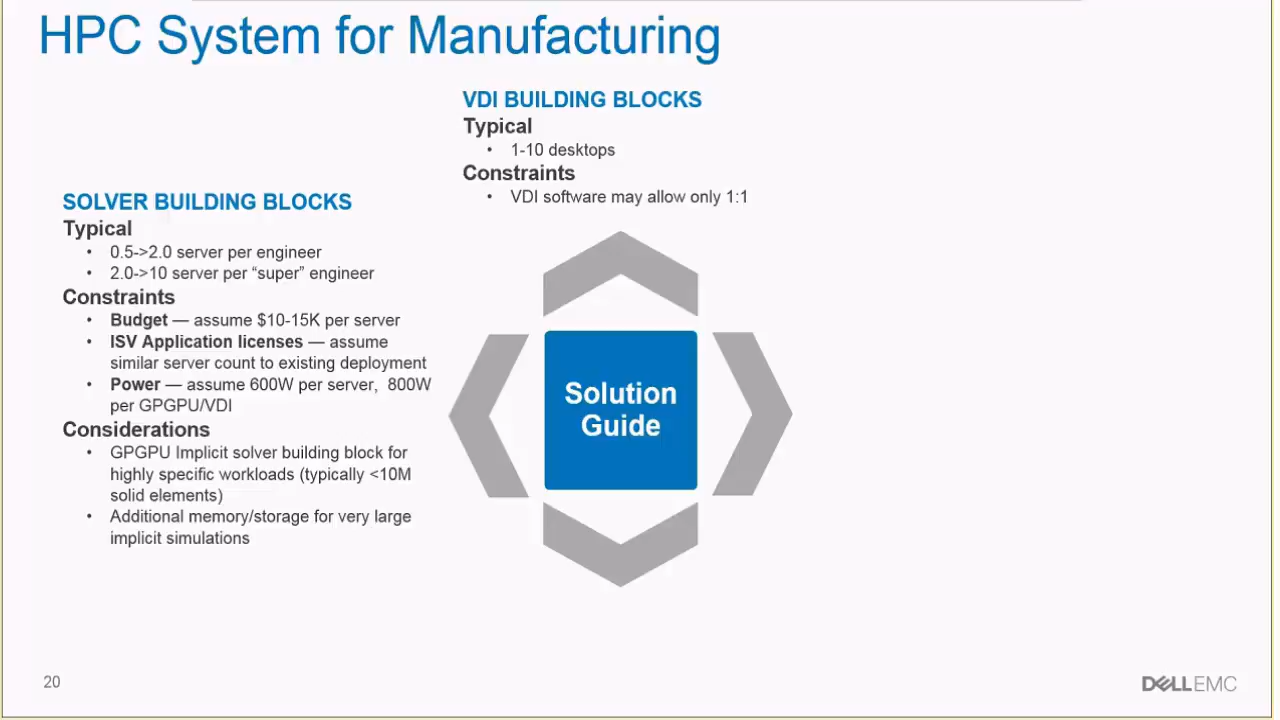 HPC System for Manufacturing
VDI BUILDING BLOCKS
Typical
• 1-10 desktops
Constraints
• VDI software may allow only 1:1
SOLVER BUILDING BLOCKS
Typical
• 0.5->2.0 server per engineer
• 2.0->10 server per “super” engineer
Constraints
• Budget — assume $10-15K per server
• ISV Application licenses — assume
similar server count to existing deployment
• Power — assume 600W per server, 800W
per GPGPU/VDI
Considerations
• GPGPU Implicit solver building block for
highly specific workloads (typically <10M
solid elements)
• Additional memory/storage for very large
implicit simulations
Solution
Guide
20
DELLEMC